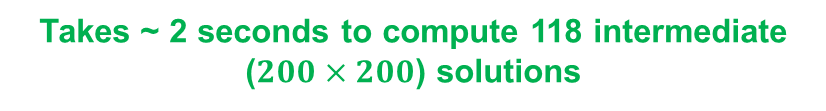 Takes ~ 2 seconds to compute 118 intermediate
(200 × 200) solutions